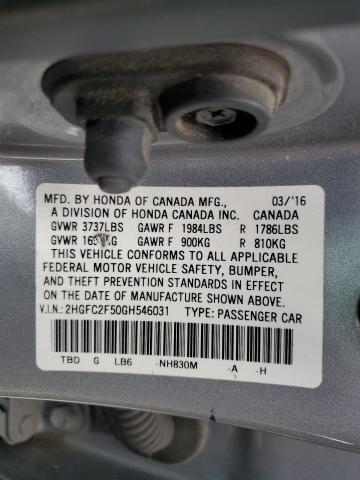 MFD. BY HONDA OF CANADA MFG., 03/'16
A DIVISION OF HONDA CANADA INC. CANADA
GVWR 3737LBS GAWR F 1984LBS R 1786LBS
GVWR GAWR F 900KG R 810KG
THIS VEHICLE CONFORMS TO ALL APPLICABLE
FEDERAL MOTOR VEHICLE SAFETY, BUMPER,
AND THEFT PREVENTION STANDARDS IN EFFECT
ON THE DATE OF MANUFACTURE SHOWN ABOVE.
V.I.N.: 2HGFC2F50GH546031 TYPE: PASSENGER CAR
TBD G LB6 -NH830M -A -H